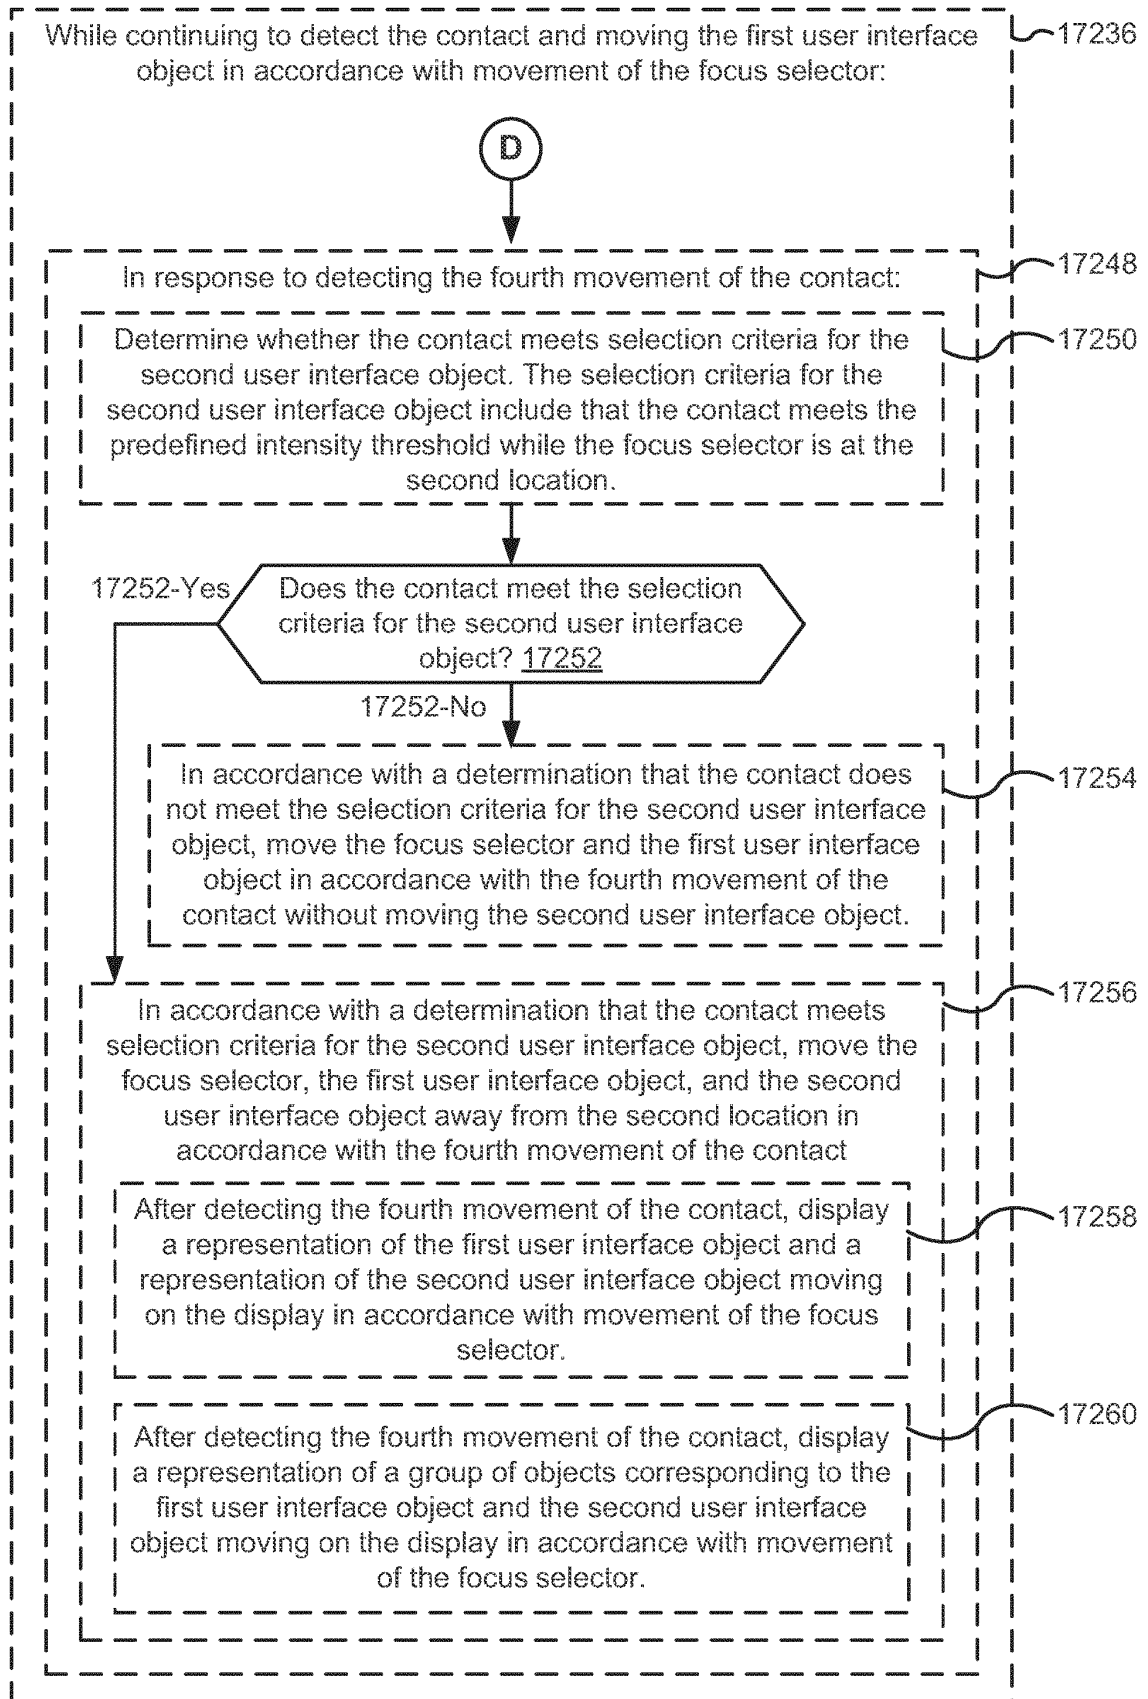 While continuing to detect the contact and moving the first user interface
object in accordance with movement of the focus selector:
17236
D
In response to detecting the fourth movement of the contact:
17248
Determine whether the contact meets selection criteria for the
second user interface object. The selection criteria for the
second user interface object include that the contact meets the
predefined intensity threshold while the focus selector is at the
second location.
17250
17252-Yes
Does the contact meet the selection
criteria for the second user interface
object? 17252
17252-No
In accordance with a determination that the contact does
not meet the selection criteria for the second user interface
object, move the focus selector and the first user interface
object in accordance with the fourth movement of the
contact without moving the second user interface object.
17254
In accordance with a determination that the contact meets
selection criteria for the second user interface object, move the
focus selector, the first user interface object, and the second
user interface object away from the second location in
accordance with the fourth movement of the contact
17256
After detecting the fourth movement of the contact, display
a representation of the first user interface object and a
representation of the second user interface object moving
on the display in accordance with movement of the focus
selector.
17258
After detecting the fourth movement of the contact, display
a representation of a group of objects corresponding to the
first user interface object and the second user interface
object moving on the display in accordance with movement
of the focus selector.
17260